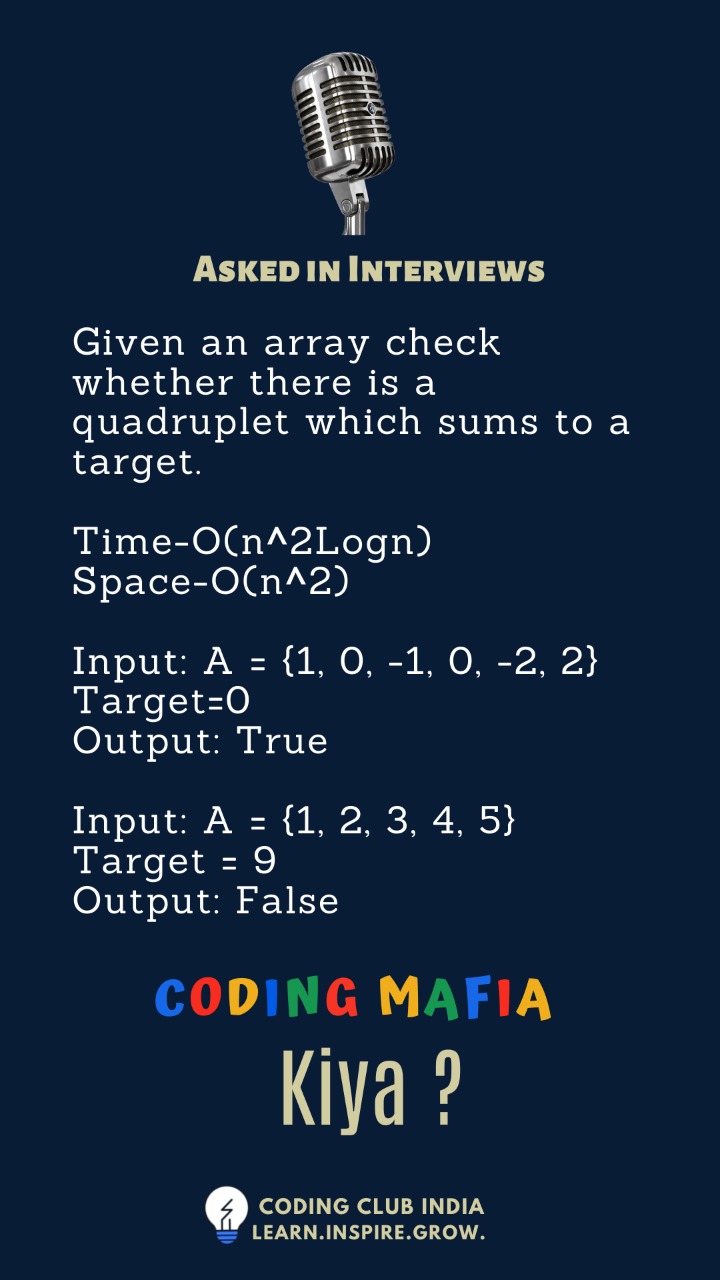 Asked in Interviews
Given an array check
whether there is a
quadruplet which sums to a
target.
Time-O(n^2Logn)
Space-O(n^2)
Input: A = {1, 0, -1, 0, -2, 2}
Target=0
Output: True
Input: A = {1, 2, 3, 4, 5}
Target = 9
Output: False
CODING MAFIA
Kiya ?
CODING CLUB INDIA
LEARN.INSPIRE.GROW.